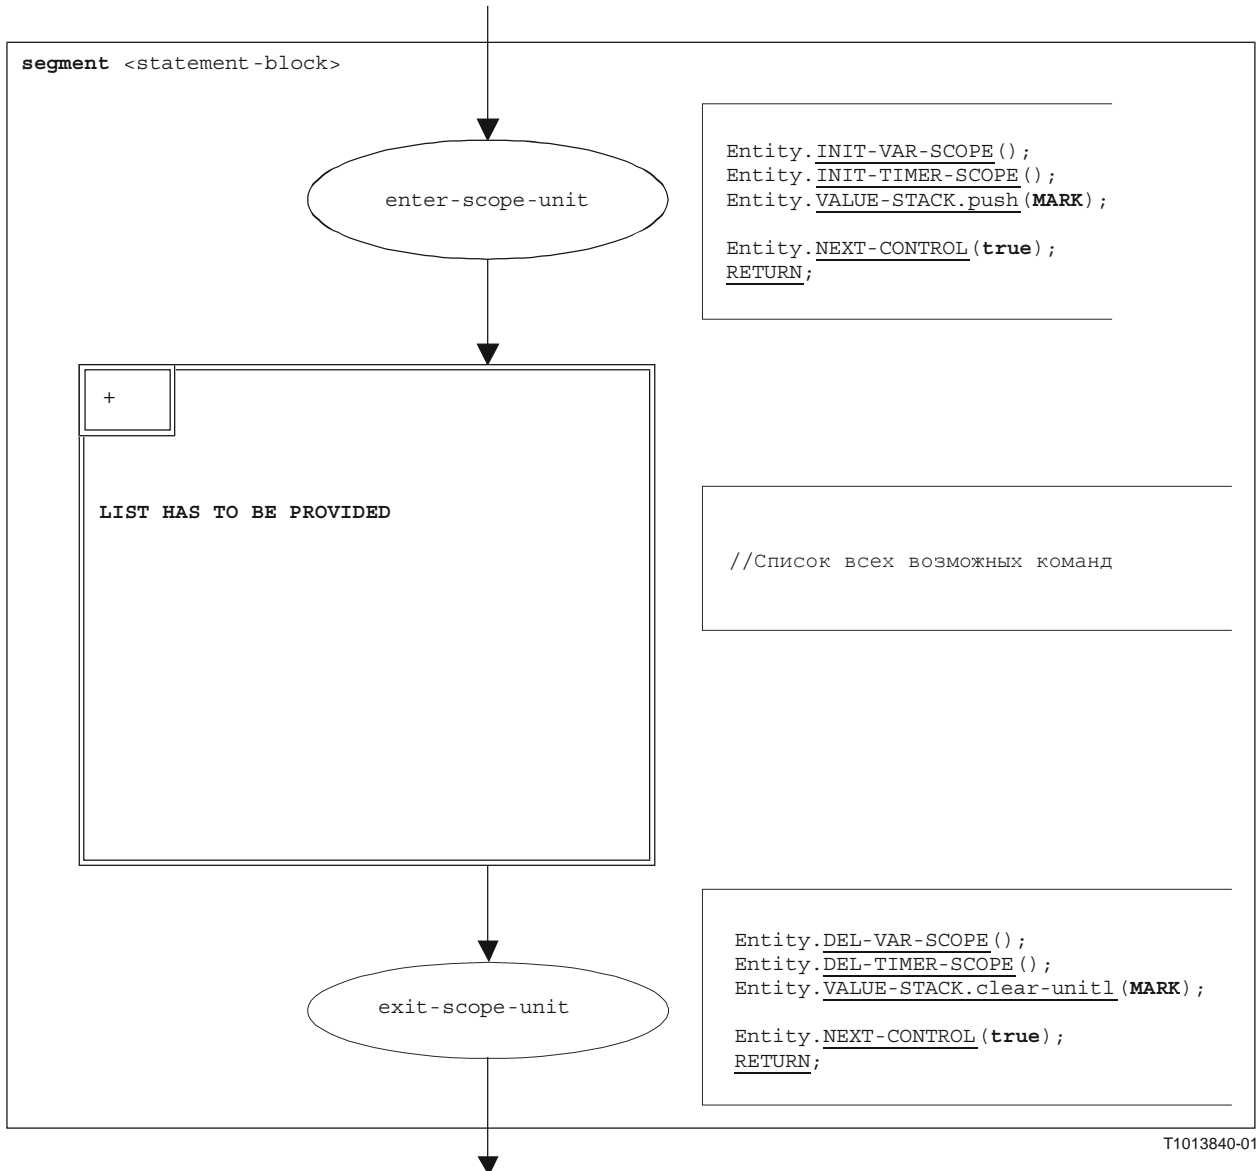 segment <statement-block>
enter-scope-unit
Entity.INIT-VAR-SCOPE();
Entity.INIT-TIMER-SCOPE();
Entity.VALUE-STACK.push(MARK);
Entity.NEXT-CONTROL(true);
RETURN;
+
LIST HAS TO BE PROVIDED
//Список всех возможных команд
exit-scope-unit
Entity.DEL-VAR-SCOPE();
Entity.DEL-TIMER-SCOPE();
Entity.VALUE-STACK.clear-unitl(MARK);
Entity.NEXT-CONTROL(true);
RETURN;
T1013840-01